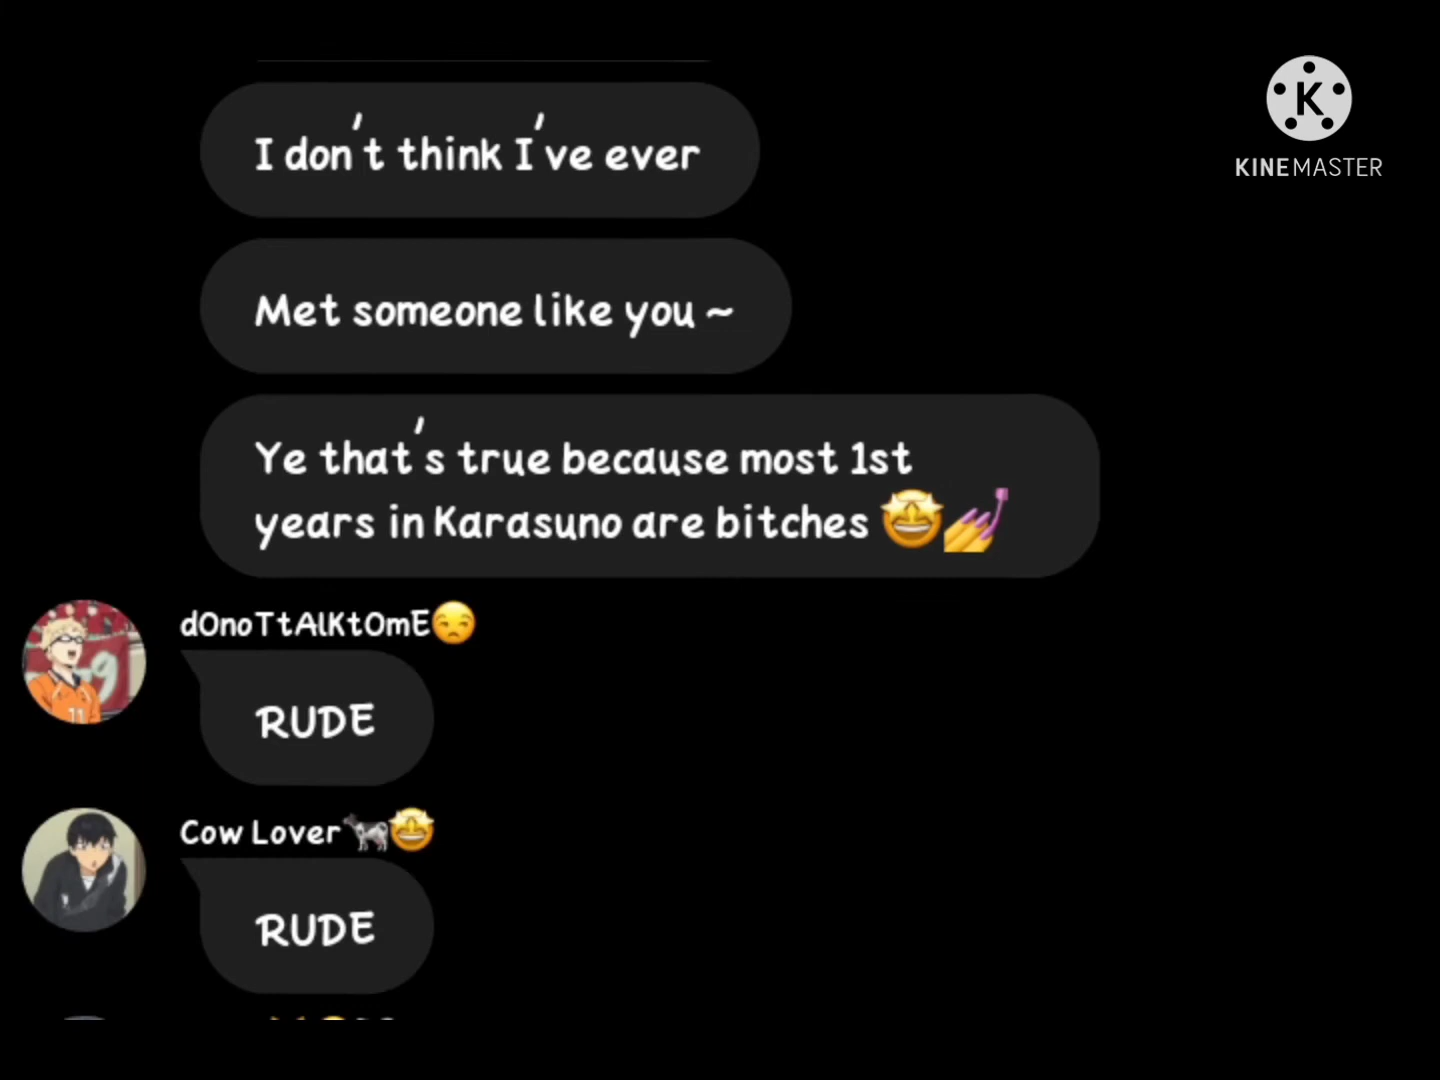 I don't think I've ever
Met someone like you ~
Ye that's true because most 1st
years in Karasuno are bitches 🤩💅
dOnoTtAlKtOmE😒
RUDE
Cow Lover🐄🤩
RUDE
K
KINEMASTER
11